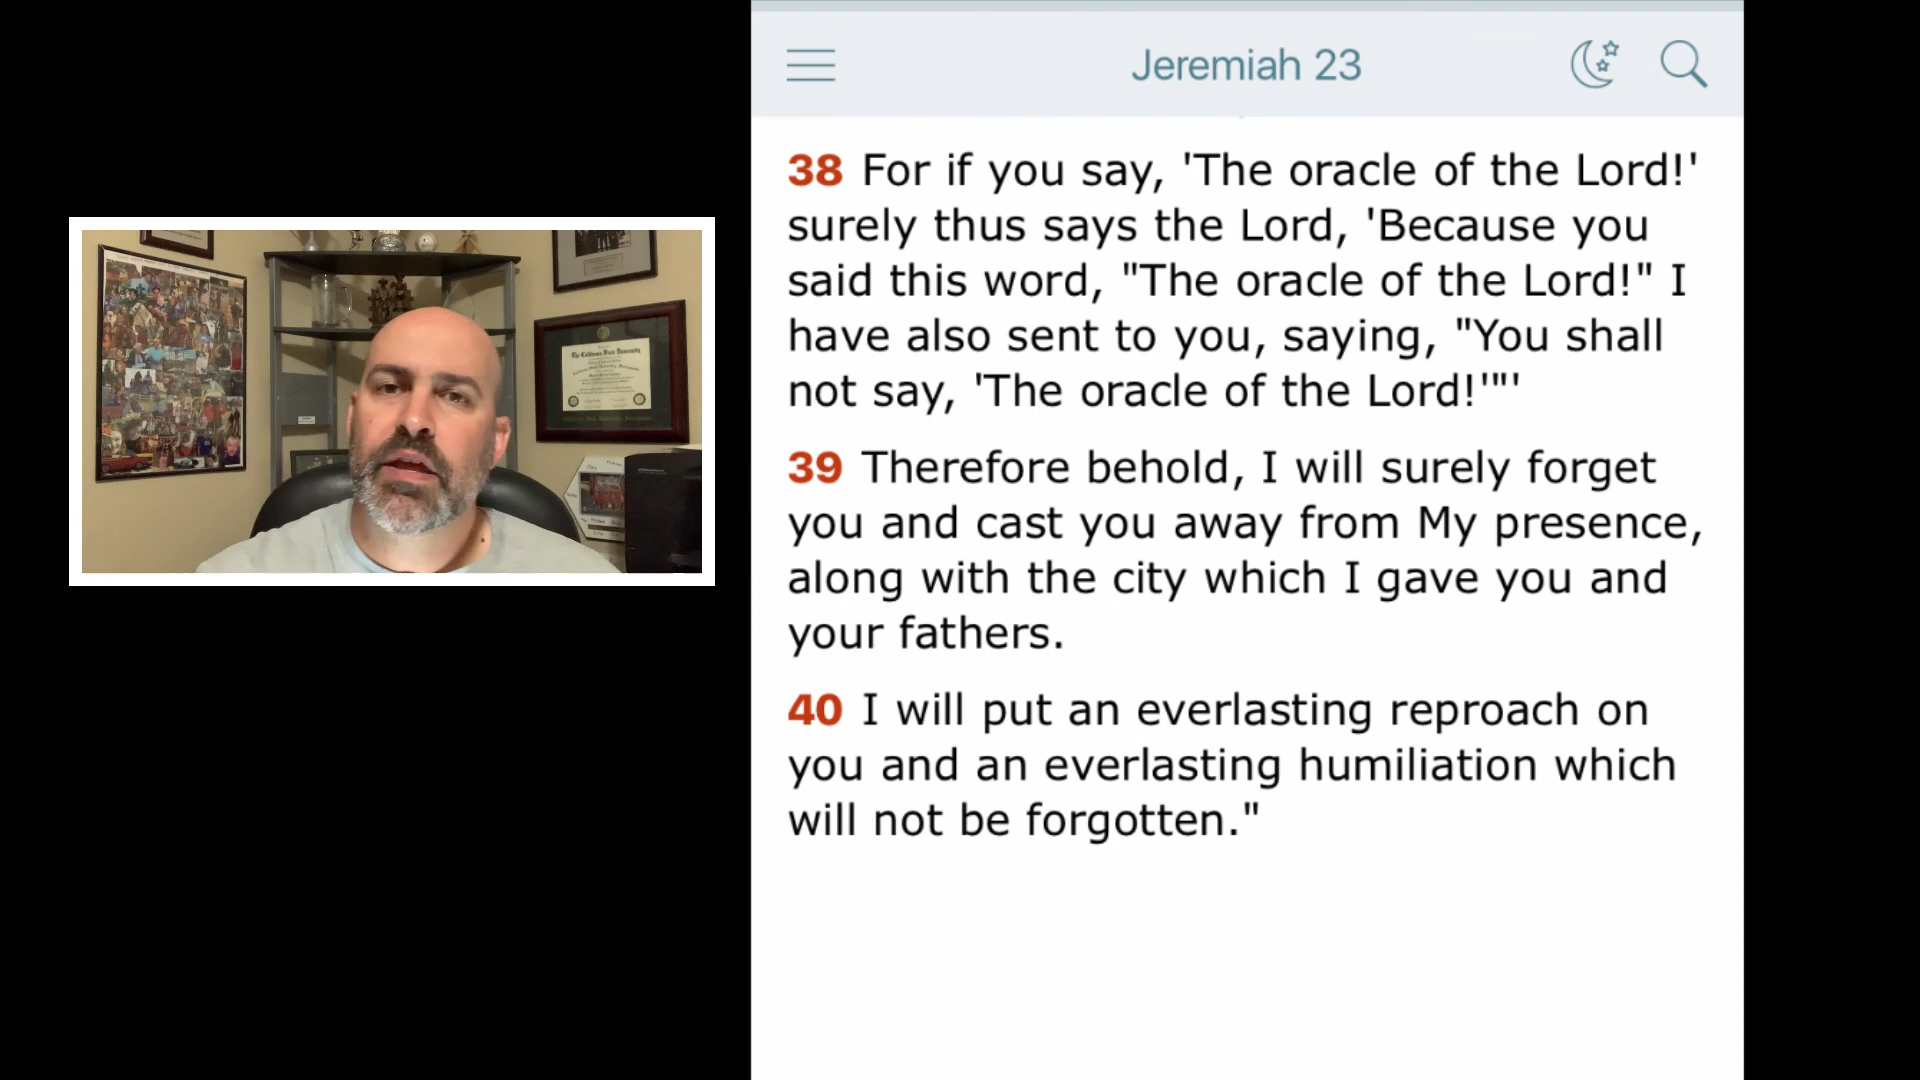 Jeremiah 23
38 For if you say, 'The oracle of the Lord!'
surely thus says the Lord, 'Because you
said this word, "The oracle of the Lord!" I
have also sent to you, saying, "You shall
not say, 'The oracle of the Lord!'"'
39 Therefore behold, I will surely forget
you and cast you away from My presence,
along with the city which I gave you and
your fathers.
40 I will put an everlasting reproach on
you and an everlasting humiliation which
will not be forgotten."
The California State University